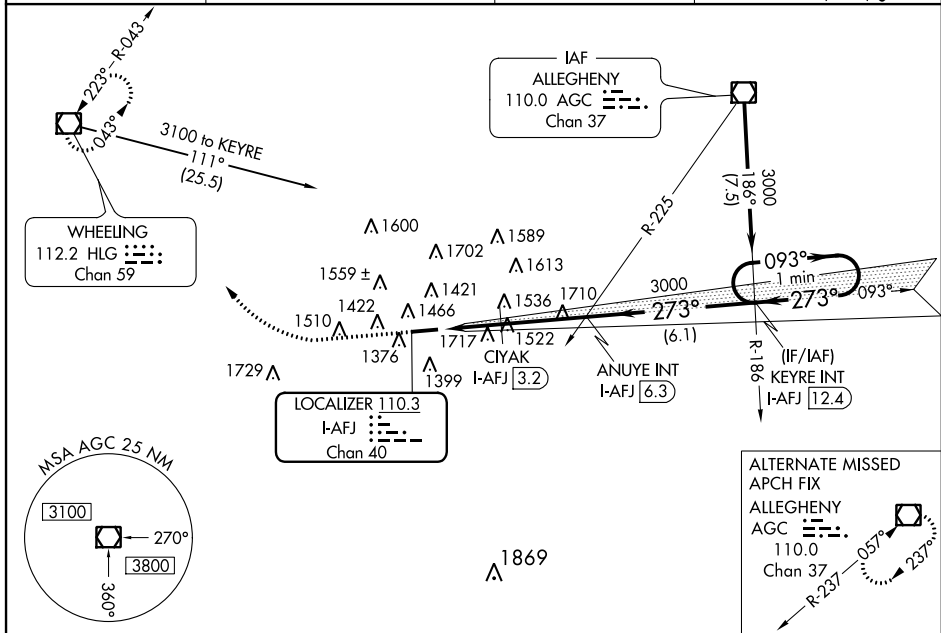 223°
R-043
043°
3100 to KEYRE
111°
(25.5)
WHEELING
112.2 HLG
Chan 59
IAF
ALLEGHENY
110.0 AGC
Chan 37
R-225
3000
186°
(7.5)
1600
1702
1589
1613
1559 ±
1421
1536
1710
1422
1466
1510
1376
1717
1522
1729
1399
3000
273°
(6.1)
093°
1 min
273°
093°
R-186
CIYAK
I-AFJ 3.2
ANUYE INT
I-AFJ 6.3
(IF/IAF)
KEYRE INT
I-AFJ 12.4
LOCALIZER 110.3
I-AFJ
Chan 40
MSA AGC 25 NM
3100
270°
3800
360°
1869
ALTERNATE MISSED
APCH FIX
ALLEGHENY
AGC
110.0
Chan 37
R-237
057°
237°